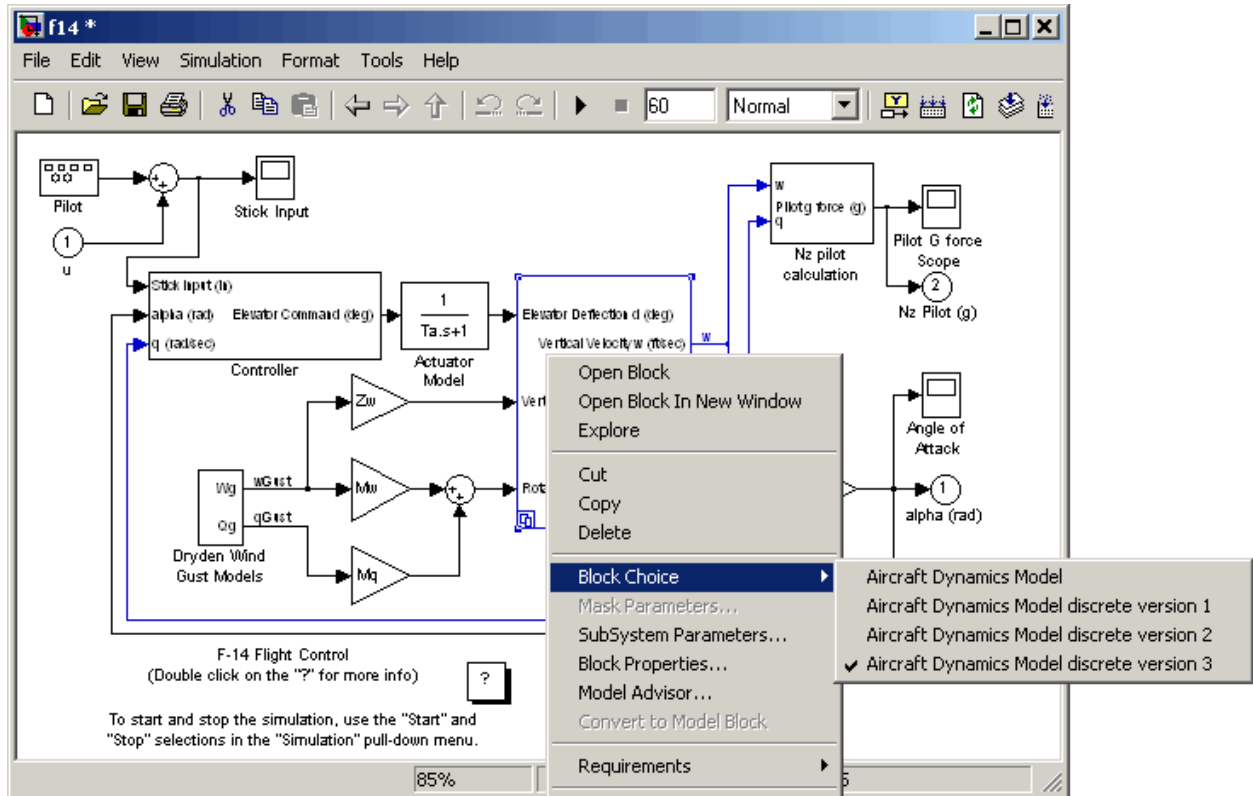 f14 *
File Edit View Simulation Format Tools Help
60 Normal
Pilot
Stick Input
1
u
Stick Input (in)
alpha (rad)
q (rad/sec)
Elevator Command (deg)
Controller
1
Ta.s+1
Actuator
Model
Elevator Deflection d (deg)
Vertical Velocity w (ft/sec)
w
w
Pilot g force (g)
q
Nz pilot
calculation
Pilot G force
Scope
2
Nz Pilot (g)
Zw
Mw
Mq
Wg
Qg
wGust
qGust
Dryden Wind
Gust Models
Angle of
Attack
1
alpha (rad)
Open Block
Open Block In New Window
Explore
Cut
Copy
Delete
Block Choice
Mask Parameters...
SubSystem Parameters...
Block Properties...
Model Advisor...
Convert to Model Block
Requirements
Aircraft Dynamics Model
Aircraft Dynamics Model discrete version 1
Aircraft Dynamics Model discrete version 2
Aircraft Dynamics Model discrete version 3
F-14 Flight Control
(Double click on the "?" for more info)
?
To start and stop the simulation, use the "Start" and
"Stop" selections in the "Simulation" pull-down menu.
85%